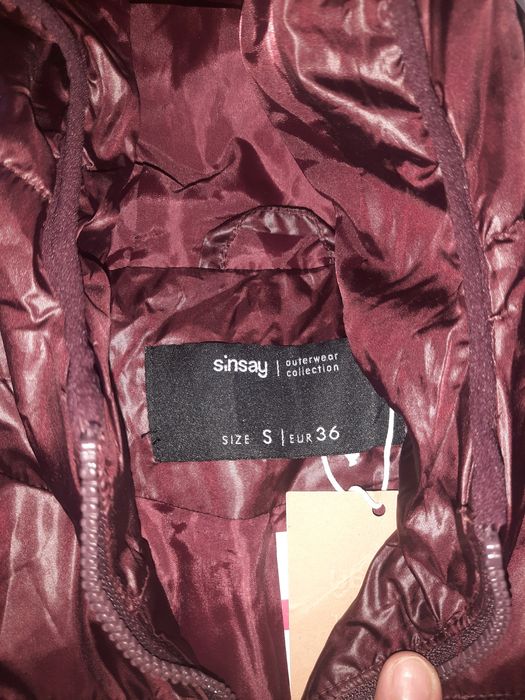 sinsay | outerwear
collection
SIZE S | EUR 36